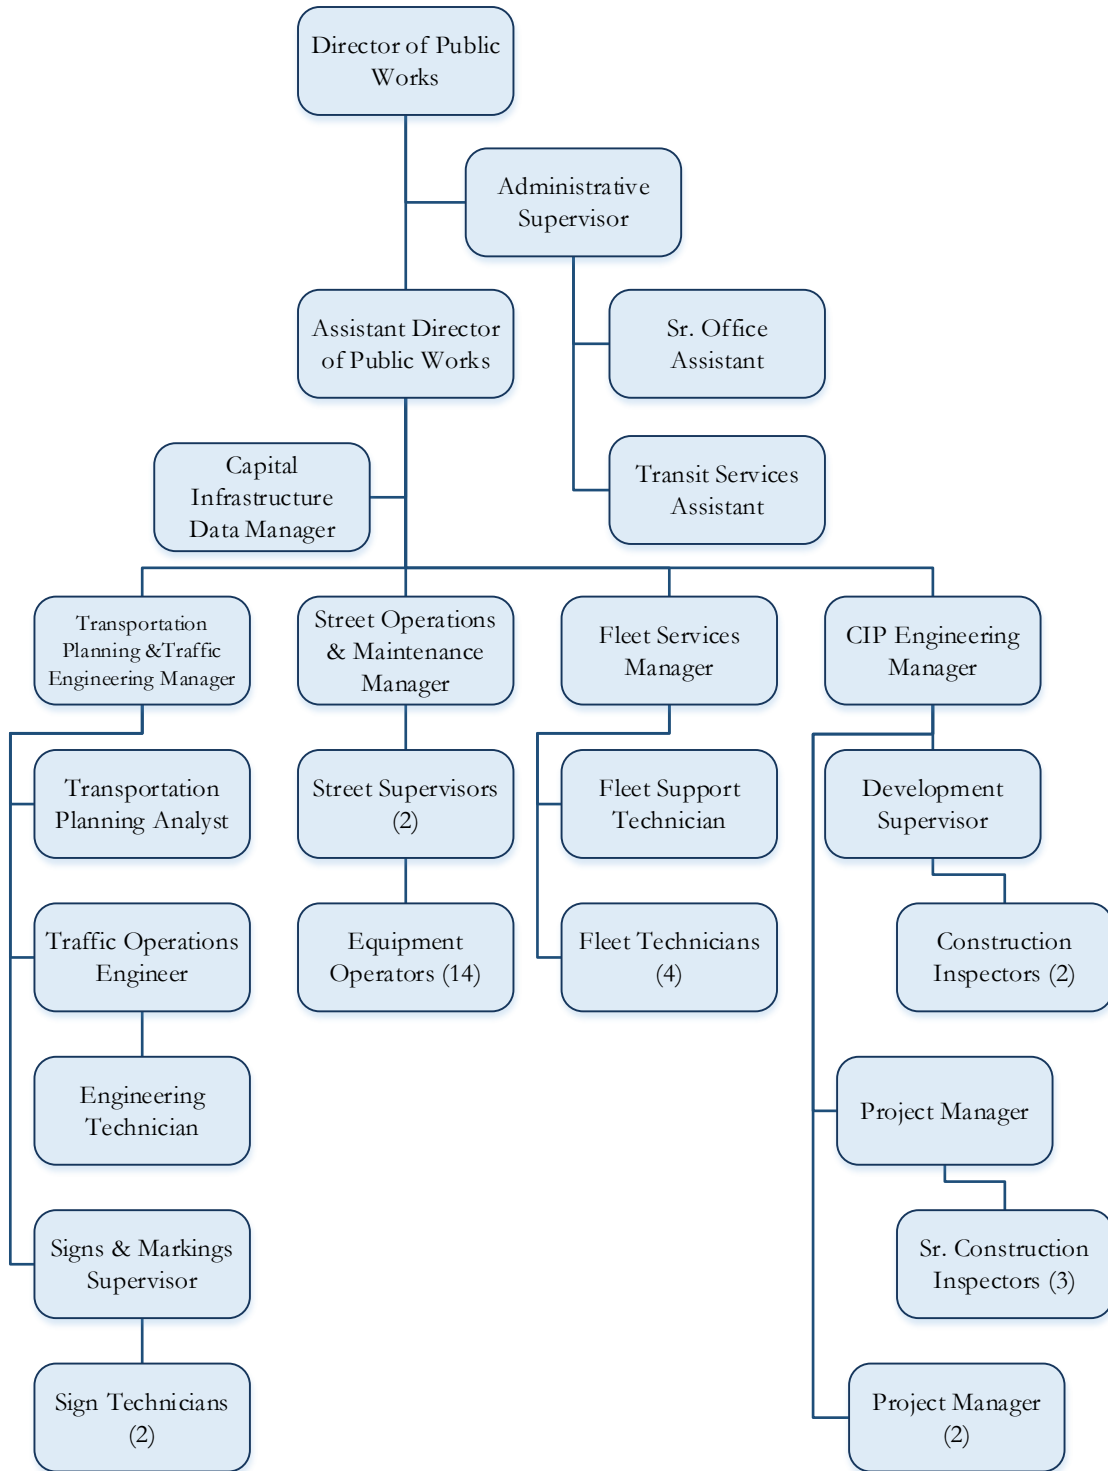 Director of Public
Works
Administrative
Supervisor
Assistant Director
of Public Works
Sr. Office
Assistant
Capital
Infrastructure
Data Manager
Transit Services
Assistant
Transportation
Planning &Traffic
Engineering Manager
Street Operations
& Maintenance
Manager
Fleet Services
Manager
CIP Engineering
Manager
Transportation
Planning Analyst
Street Supervisors
(2)
Fleet Support
Technician
Development
Supervisor
Traffic Operations
Engineer
Equipment
Operators (14)
Fleet Technicians
(4)
Construction
Inspectors (2)
Engineering
Technician
Project Manager
Signs & Markings
Supervisor
Sr. Construction
Inspectors (3)
Sign Technicians
(2)
Project Manager
(2)